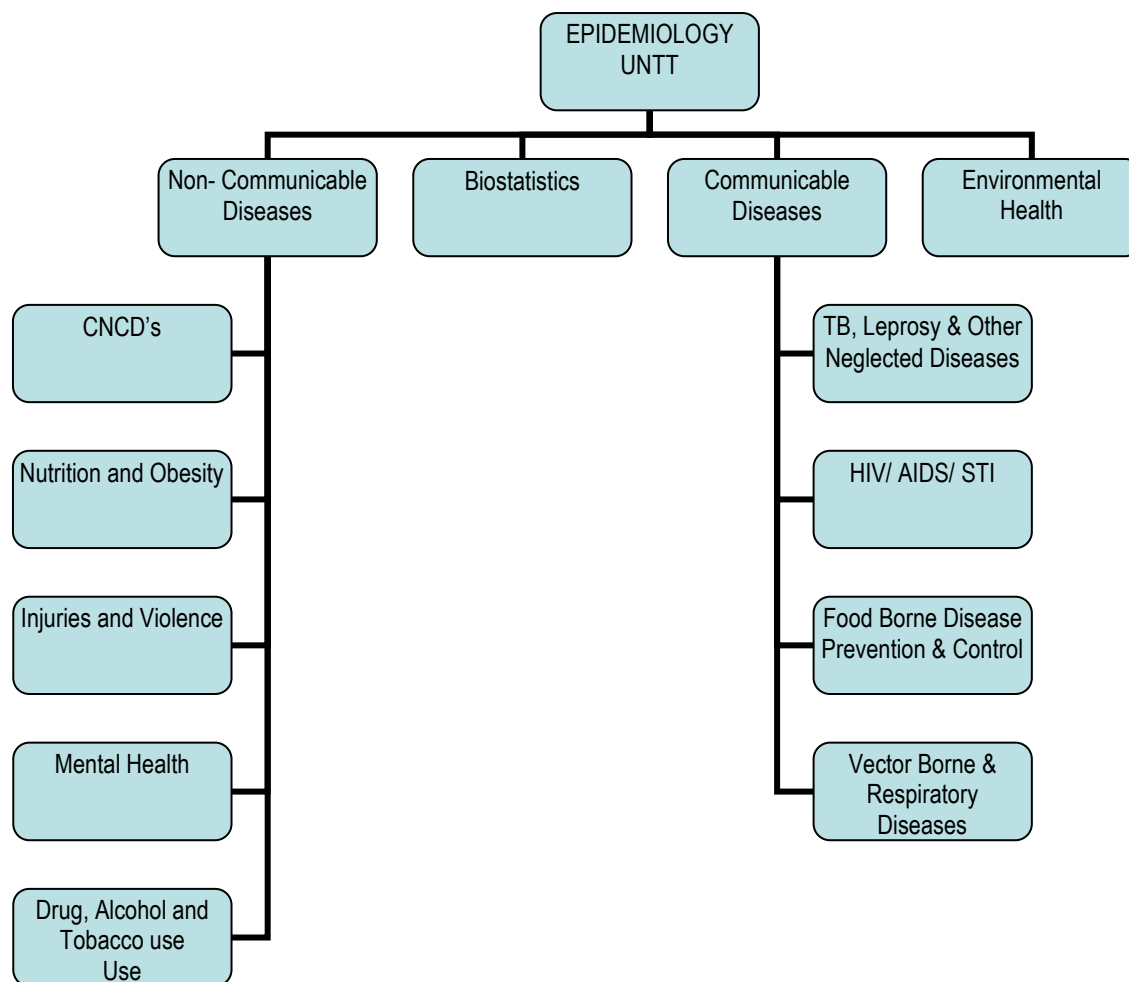 EPIDEMIOLOGY
UNTT
Non- Communicable
Diseases
Biostatistics
Communicable
Diseases
Environmental
Health
CNCD’s
TB, Leprosy & Other
Neglected Diseases
Nutrition and Obesity
HIV/ AIDS/ STI
Injuries and Violence
Food Borne Disease
Prevention & Control
Mental Health
Vector Borne &
Respiratory
Diseases
Drug, Alcohol and
Tobacco use
Use